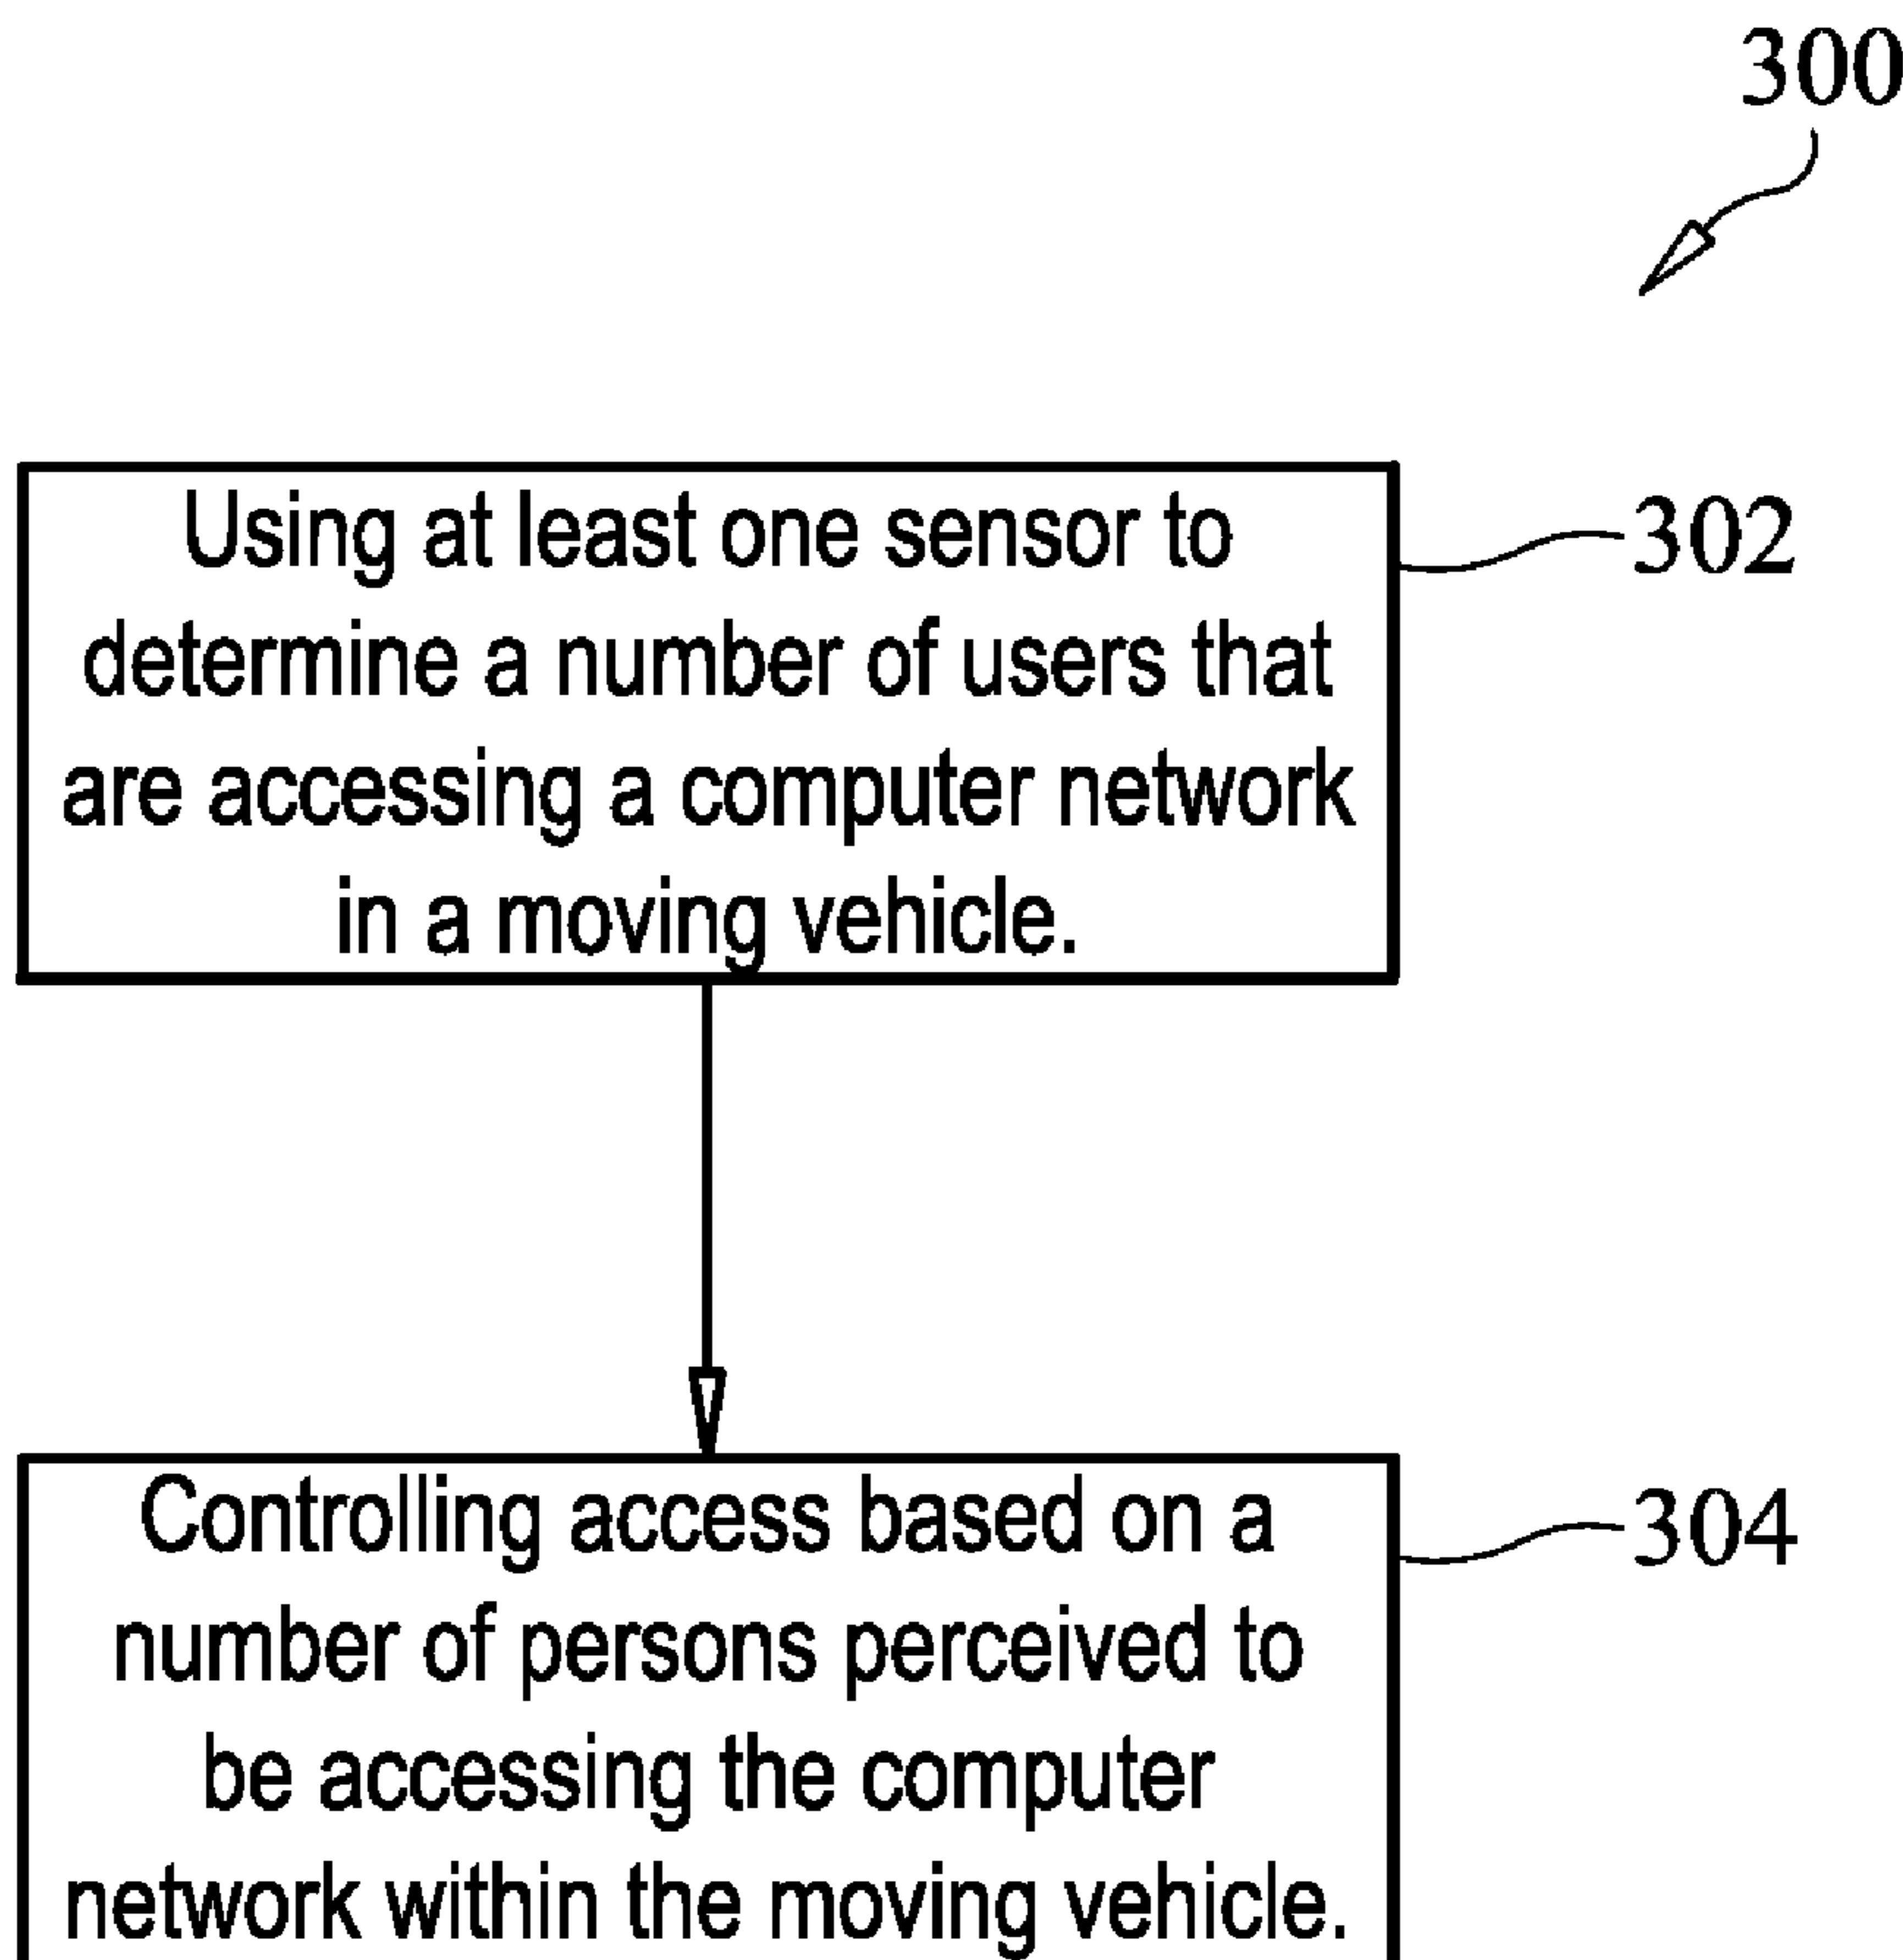 300
Using at least one sensor to
determine a number of users that
are accessing a computer network
in a moving vehicle.
302
Controlling access based on a
number of persons perceived to
be accessing the computer
network within the moving vehicle.
304